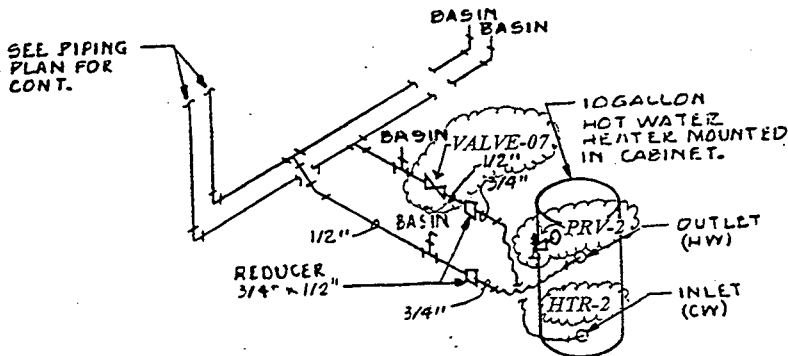 BASIN
BASIN
SEE PIPING
PLAN FOR
CONT.
10 GALLON
HOT WATER
HEATER MOUNTED
IN CABINET.
BASIN
VALVE-07
1/2"
3/4"
BASIN
1/2"
PRV-2
OUTLET
(HW)
REDUCER
3/4" x 1/2"
3/4"
HTR-2
INLET
(CW)